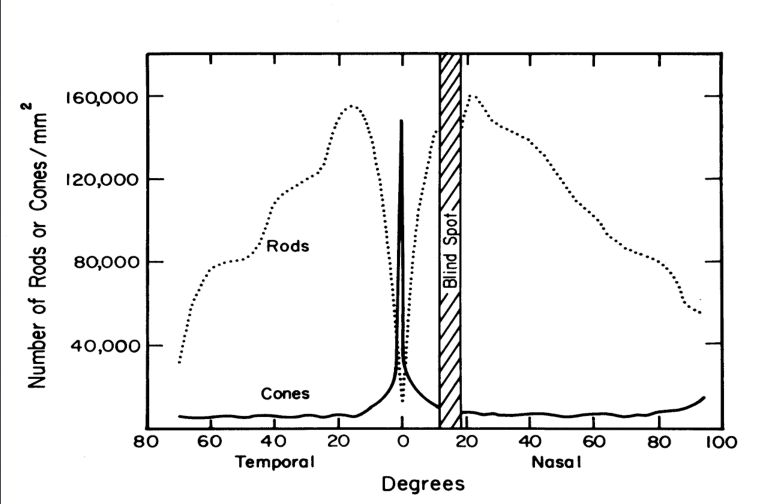 Number of Rods or Cones / mm²
160,000
120,000
80,000
40,000
Rods
Cones
Blind Spot
80 60 40 20 0 20 40 60 80 100
Temporal Nasal
Degrees